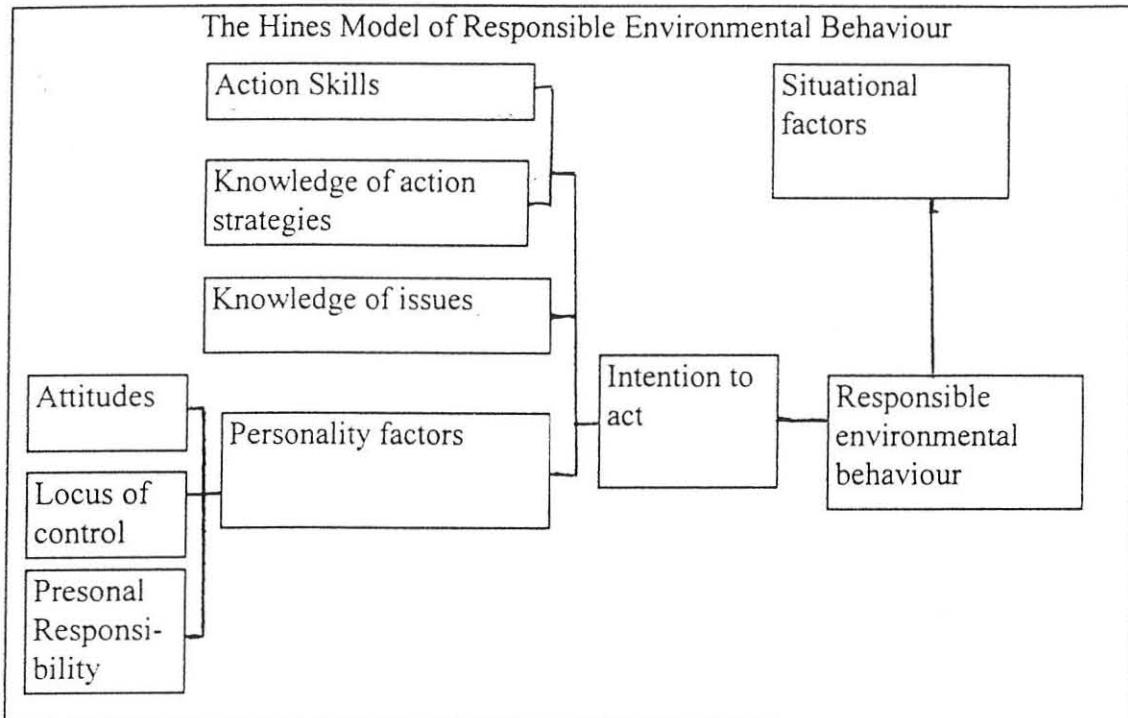 The Hines Model of Responsible Environmental Behaviour
Action Skills
Situational
factors
Knowledge of action
strategies
Knowledge of issues
Attitudes
Personality factors
Intention to
act
Responsible
environmental
behaviour
Locus of
control
Presonal
Responsi-
bility